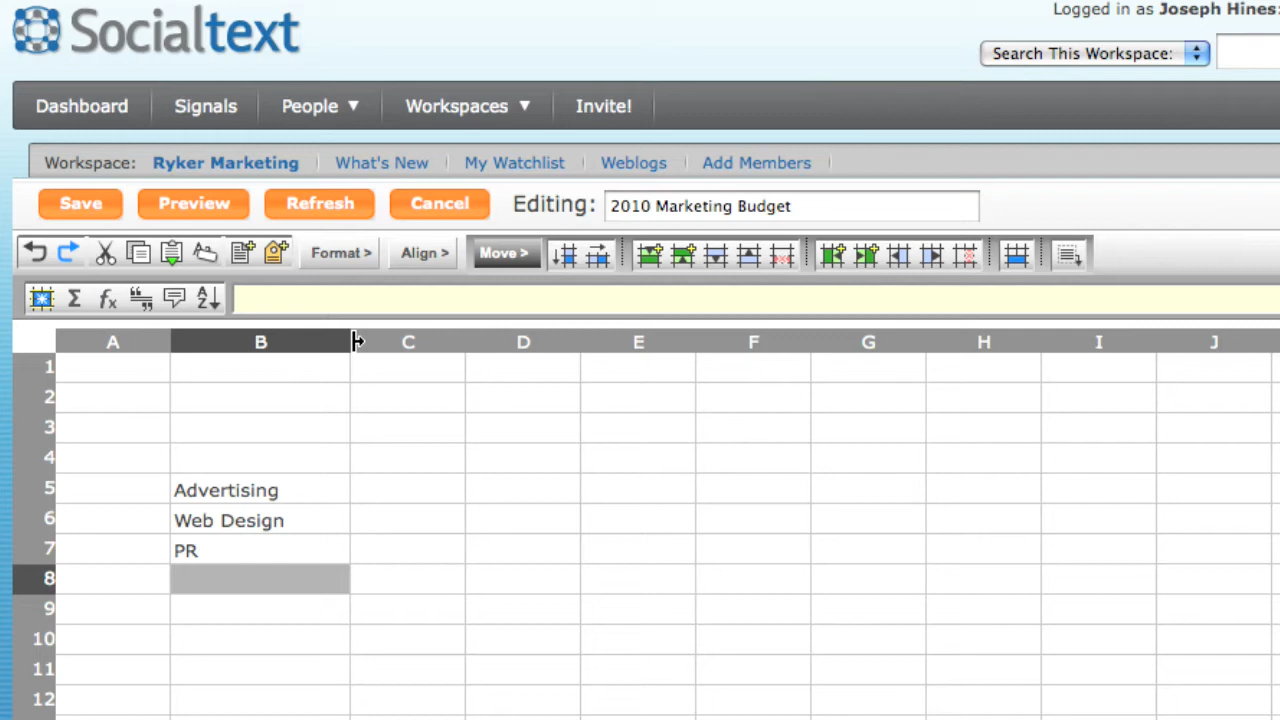 Logged in as Joseph Hines
Socialtext
Search This Workspace:
Dashboard Signals People ▼ Workspaces ▼ Invite!
Workspace: Ryker Marketing What's New My Watchlist Weblogs Add Members
Save Preview Refresh Cancel Editing: 2010 Marketing Budget
Format > Align > Move >
Σ fx A Z
A B C D E F G H I J
1
2
3
4
5 Advertising
6 Web Design
7 PR
8
9
10
11
12